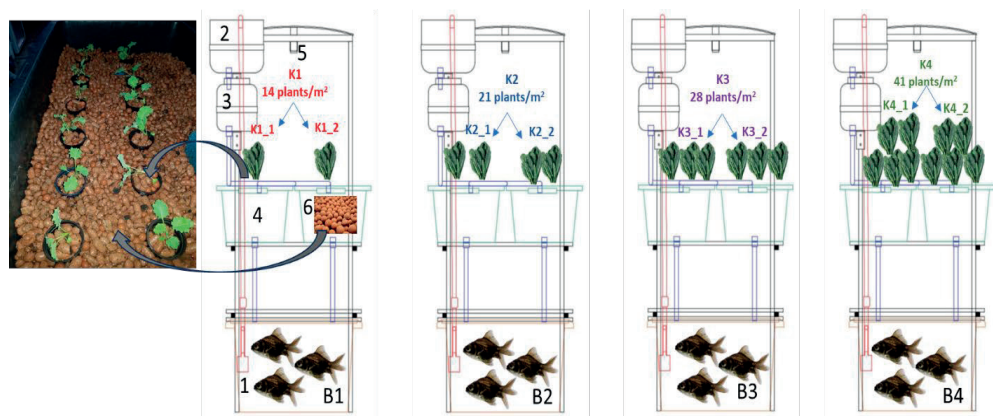 2
5
K1
14 plants/m²
3
K1_1
K1_2
4
6
1
B1
K2
21 plants/m²
K2_1
K2_2
B2
K3
28 plants/m²
K3_1
K3_2
B3
K4
41 plants/m²
K4_1
K4_2
B4